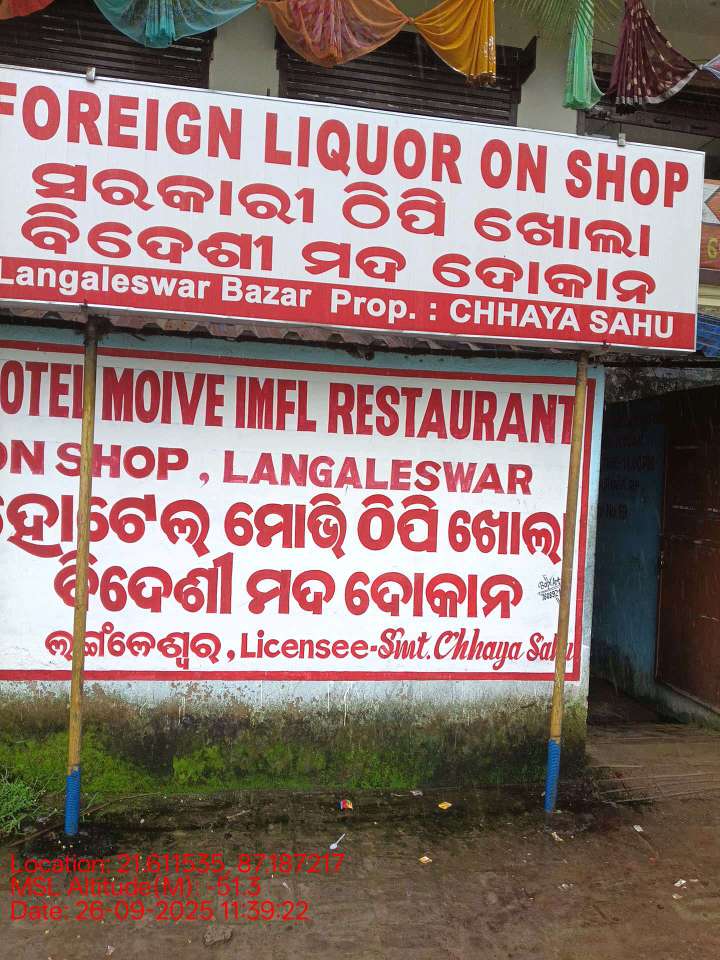 FOREIGN LIQUOR ON SHOP
ସରକାରୀ ଠିପି ଖୋଲା
ବିଦେଶୀ ମଦ ଦୋକାନ
Langaleswar Bazar Prop. : CHHAYA SAHU
OTEL MOIVE IMFL RESTAURANT
ON SHOP, LANGALESWAR
ହୋଟେଲ୍ ମୋଭି ଠିପି ଖୋଲା
ବିଦେଶୀ ମଦ ଦୋକାନ
ଲଙ୍ଗଳେଶ୍ୱର, Licensee-Smt. Chhaya Sahu
Location: 21.611535, 87.187217
MSL Altitude(M): -51.3
Date: 26-09-2025 11:39:22